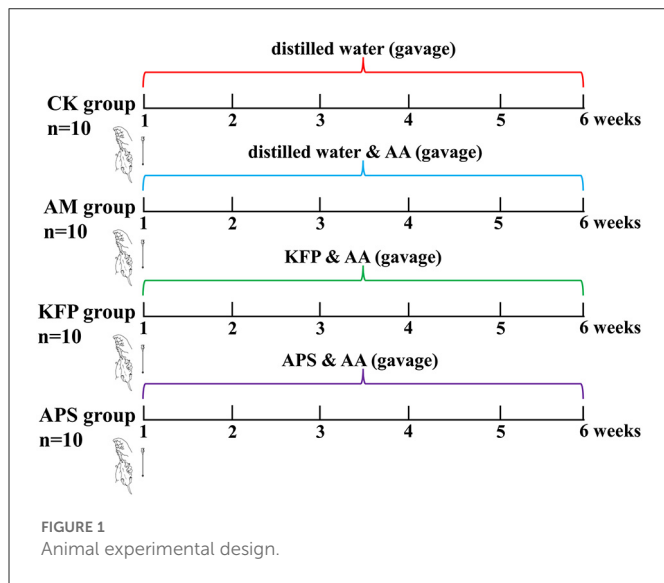 distilled water (gavage)
CK group
n=10
1 2 3 4 5 6 weeks
distilled water & AA (gavage)
AM group
n=10
1 2 3 4 5 6 weeks
KFP & AA (gavage)
KFP group
n=10
1 2 3 4 5 6 weeks
APS & AA (gavage)
APS group
n=10
1 2 3 4 5 6 weeks
FIGURE 1
Animal experimental design.